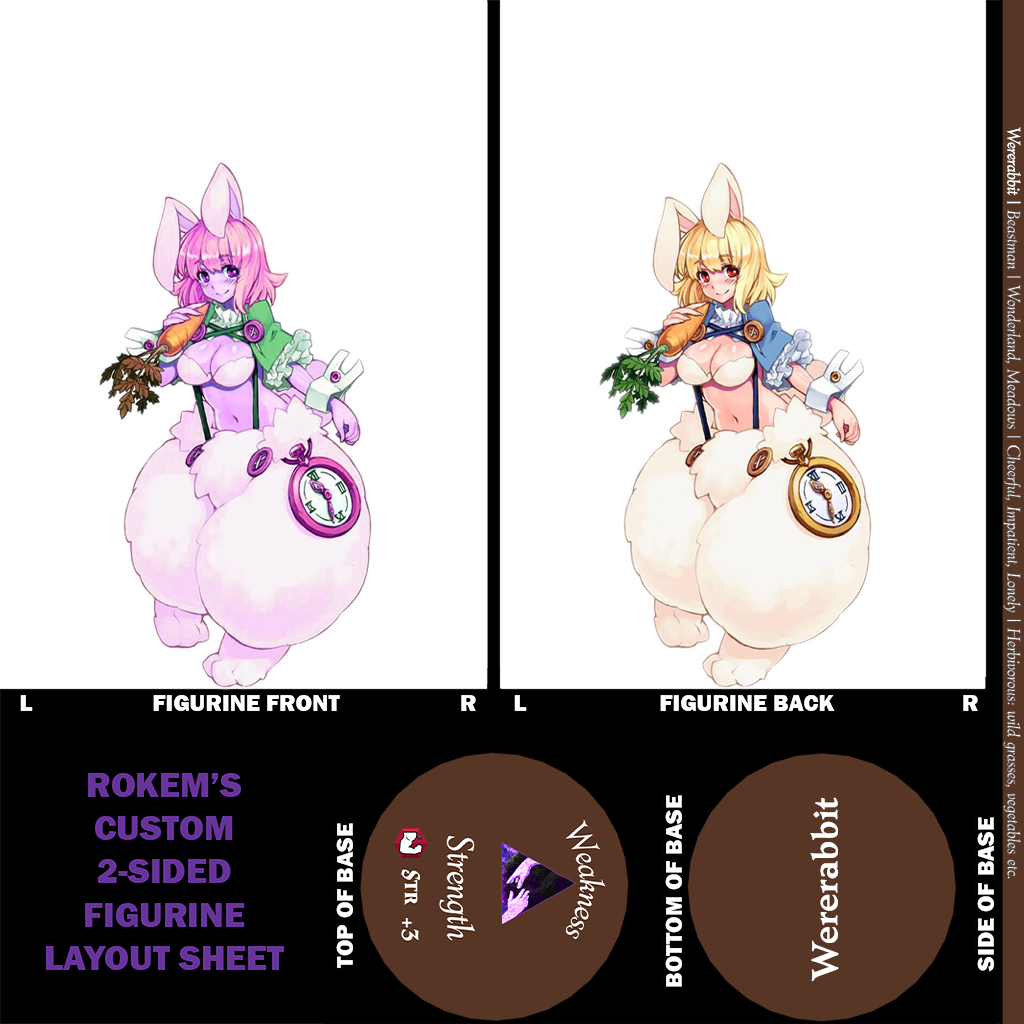 L
FIGURINE FRONT
R
L
FIGURINE BACK
R
ROKEM'S
CUSTOM
2-SIDED
FIGURINE
LAYOUT SHEET
TOP OF BASE
STR +3
Strength
Weakness
BOTTOM OF BASE
Wererabbit
SIDE OF BASE
Wererabbit | Beastman | Wonderland, Meadows | Cheerful, Impatient, Lonely | Herbivorous: wild grasses, vegetables etc.